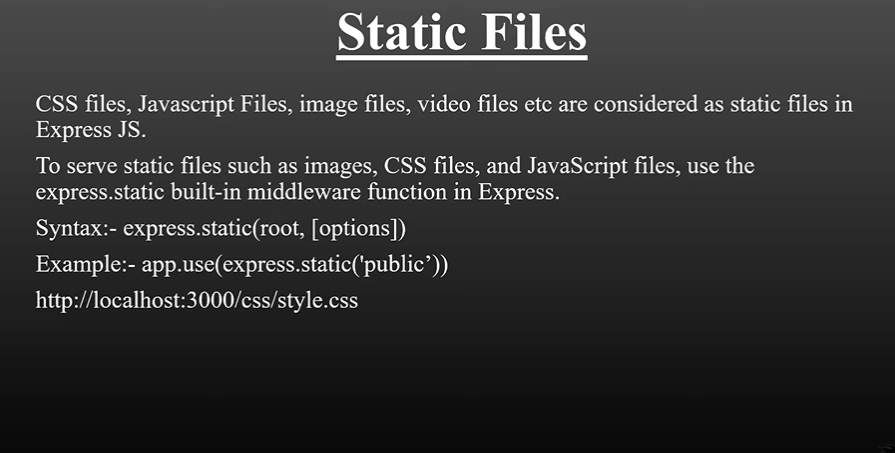 Static Files
CSS files, Javascript Files, image files, video files etc are considered as static files in
Express JS.
To serve static files such as images, CSS files, and JavaScript files, use the
express.static built-in middleware function in Express.
Syntax:- express.static(root, [options])
Example:- app.use(express.static('public’))
http://localhost:3000/css/style.css